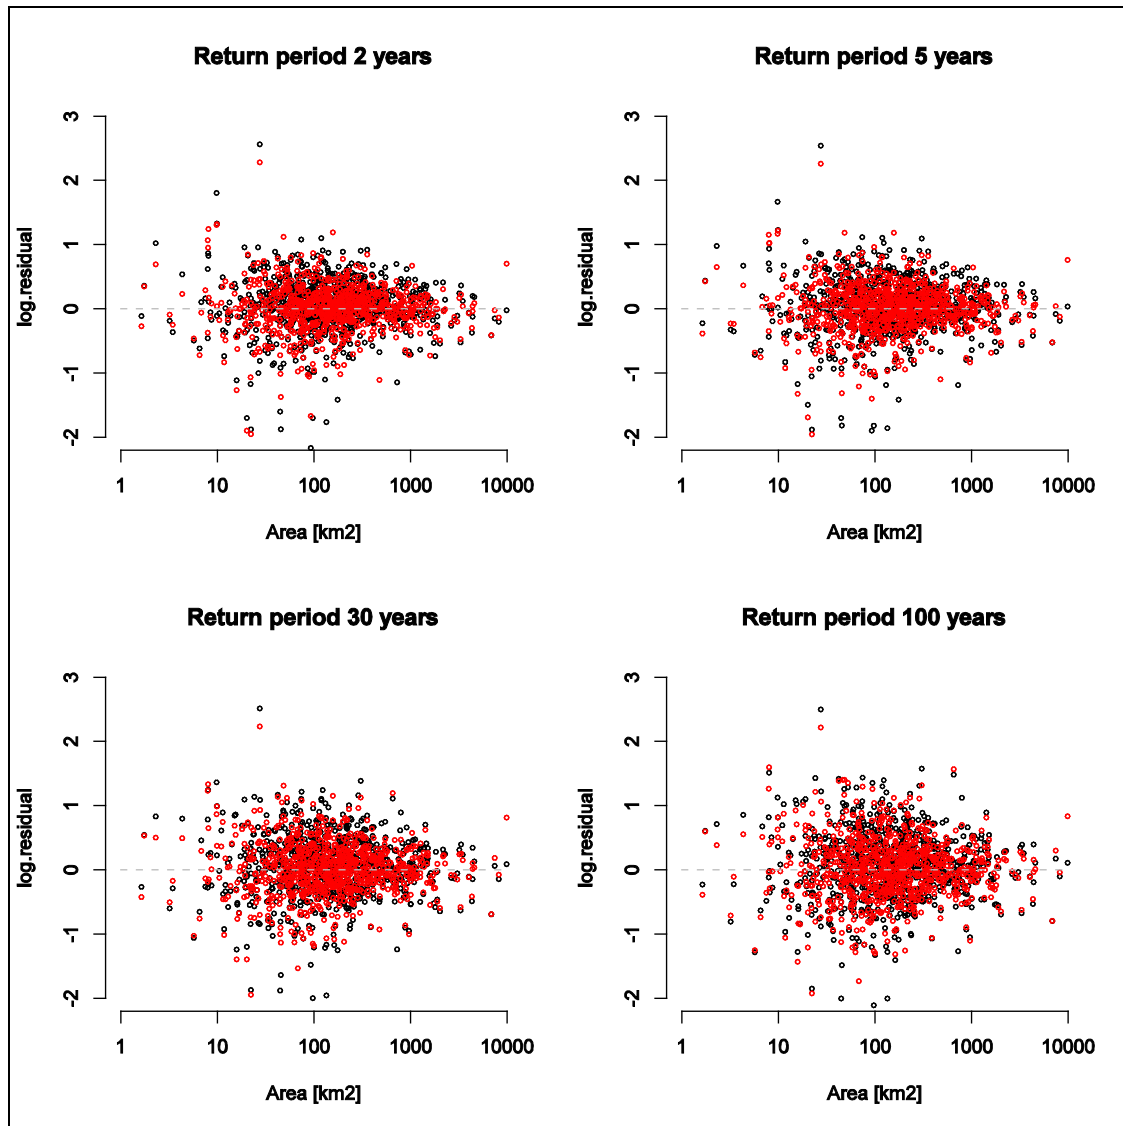 Return period 2 years
3
2
1
0
-1
-2
log.residual
1 10 100 1000 10000
Area [km2]
Return period 5 years
3
2
1
0
-1
-2
log.residual
1 10 100 1000 10000
Area [km2]
Return period 30 years
3
2
1
0
-1
-2
log.residual
1 10 100 1000 10000
Area [km2]
Return period 100 years
3
2
1
0
-1
-2
log.residual
1 10 100 1000 10000
Area [km2]